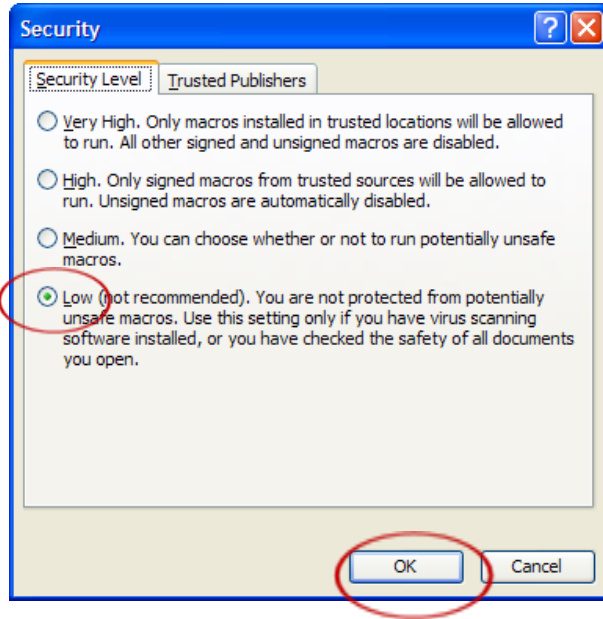 Security
Security Level
Trusted Publishers
Very High. Only macros installed in trusted locations will be allowed
to run. All other signed and unsigned macros are disabled.
High. Only signed macros from trusted sources will be allowed to
run. Unsigned macros are automatically disabled.
Medium. You can choose whether or not to run potentially unsafe
macros.
Low (not recommended). You are not protected from potentially
unsafe macros. Use this setting only if you have virus scanning
software installed, or you have checked the safety of all documents
you open.
OK
Cancel